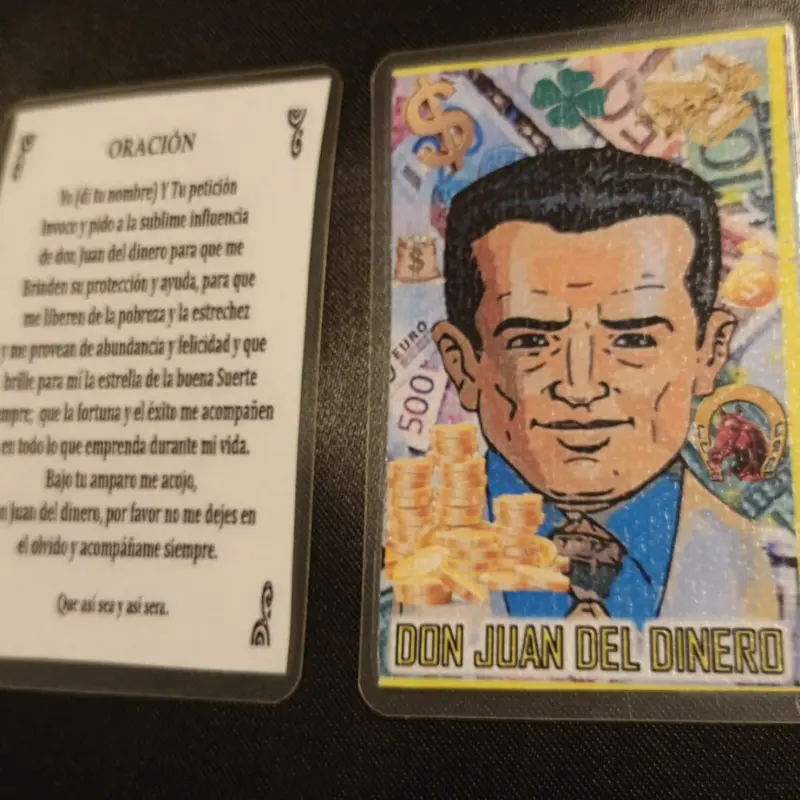 ORACIÓN
Yo (di tu nombre) Y Tu petición
Invoco y pido a la sublime influencia
de don Juan del dinero para que me
Brinden su protección y ayuda, para que
me liberen de la pobreza y la estrechez
y me provean de abundancia y felicidad y que
brille para mí la estrella de la buena Suerte
mpre; que la fortuna y el éxito me acompañen
en todo lo que emprenda durante mi vida.
Bajo tu amparo me acojo,
n Juan del dinero, por favor no me dejes en
el olvido y acompáñame siempre.
Que así sea y así sera.
$
$
$
EURO
500
DON JUAN DEL DINERO